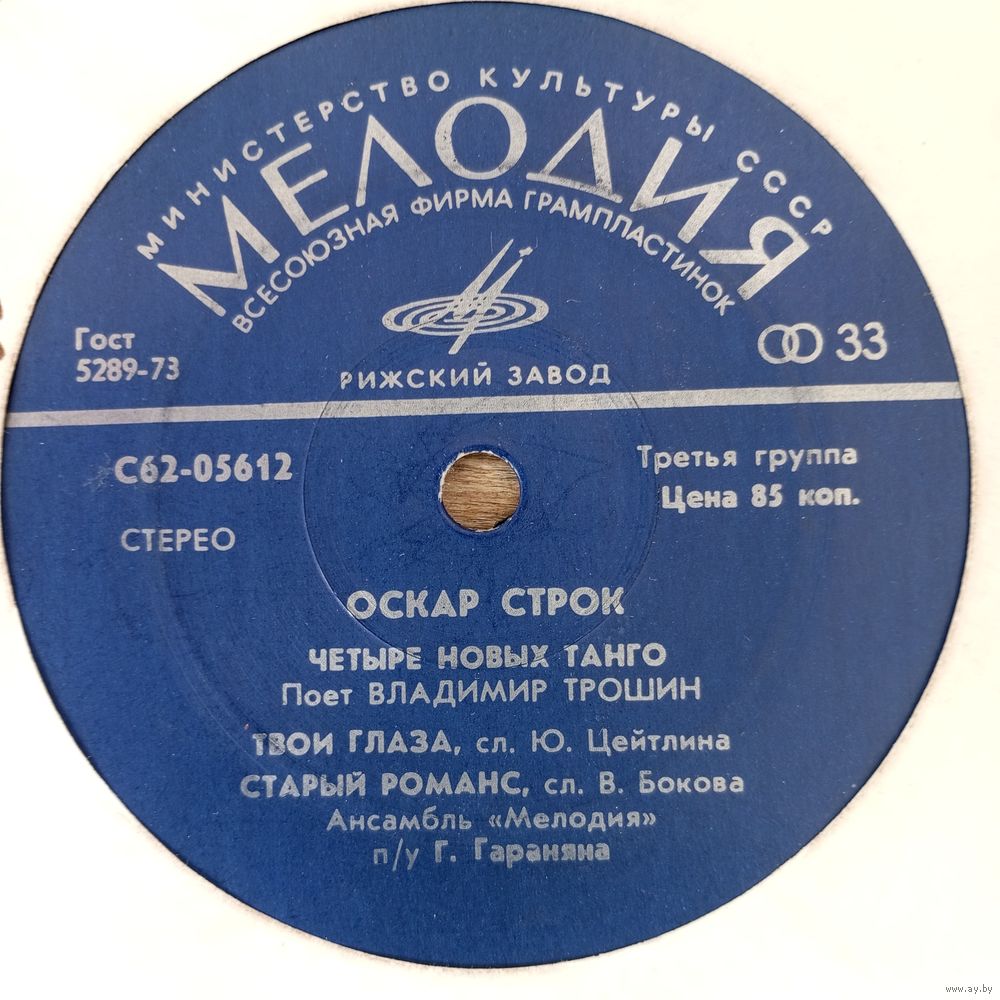 МИНИСТЕРСТВО КУЛЬТУРЫ СССР
МЕЛОДИЯ
ВСЕСОЮЗНАЯ ФИРМА ГРАМПЛАСТИНОК
Гост
5289-73
33
РИЖСКИЙ ЗАВОД
С62-05612
Третья группа
Цена 85 коп.
СТЕРЕО
ОСКАР СТРОК
ЧЕТЫРЕ НОВЫХ ТАНГО
Поет ВЛАДИМИР ТРОШИН
ТВОИ ГЛАЗА, сл. Ю. Цейтлина
СТАРЫЙ РОМАНС, сл. В. Бокова
Ансамбль «Мелодия»
п/у Г. Гараняна
www.ay.by